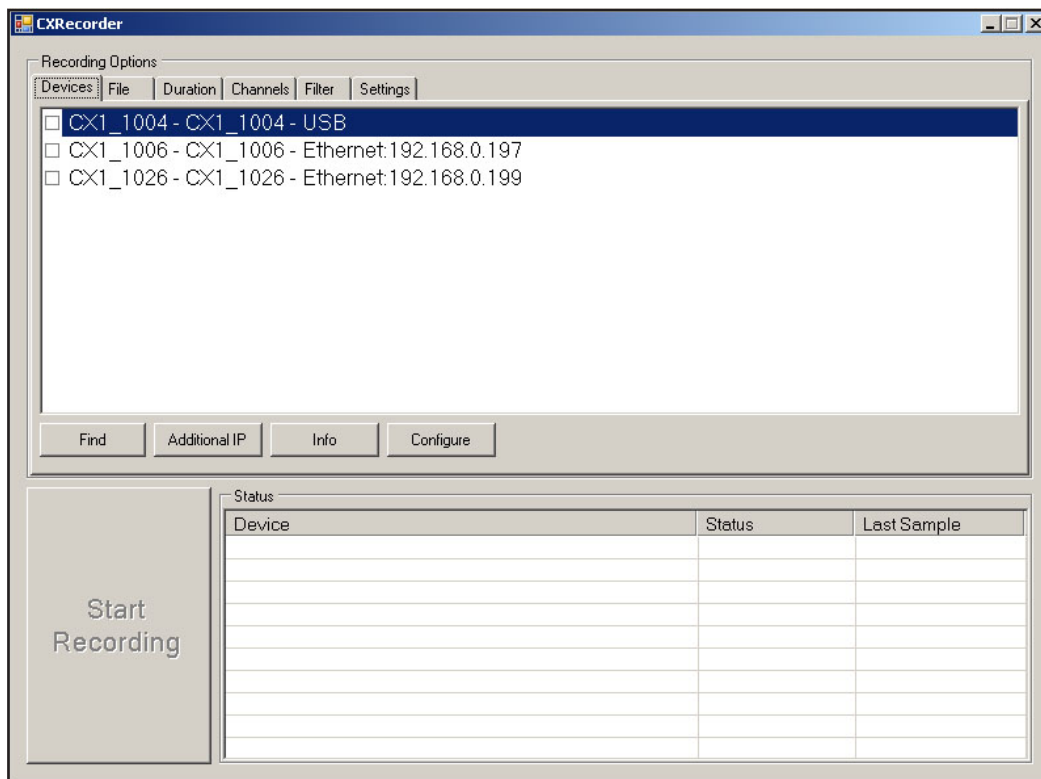 CXRecorder
Recording Options
Devices File Duration Channels Filter Settings
CX1_1004 - CX1_1004 - USB
CX1_1006 - CX1_1006 - Ethernet:192.168.0.197
CX1_1026 - CX1_1026 - Ethernet:192.168.0.199
Find Additional IP Info Configure
Status
Device Status Last Sample
Start
Recording